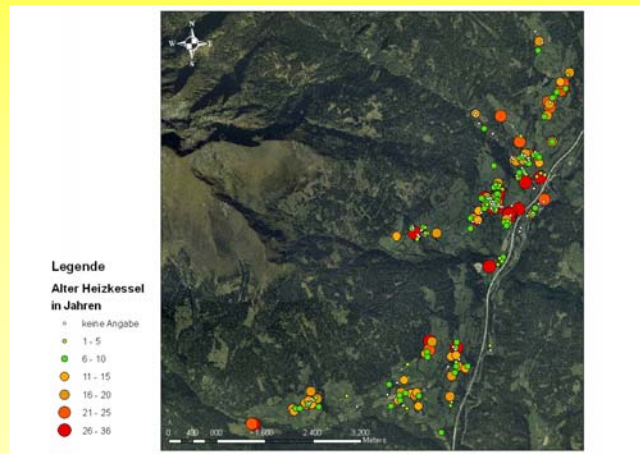 N
W E
S
Legende
Alter Heizkessel
in Jahren
keine Angabe
1 - 5
6 - 10
11 - 15
16 - 20
21 - 25
26 - 36
0 400 800 1.600 2.400 3.200
Meters